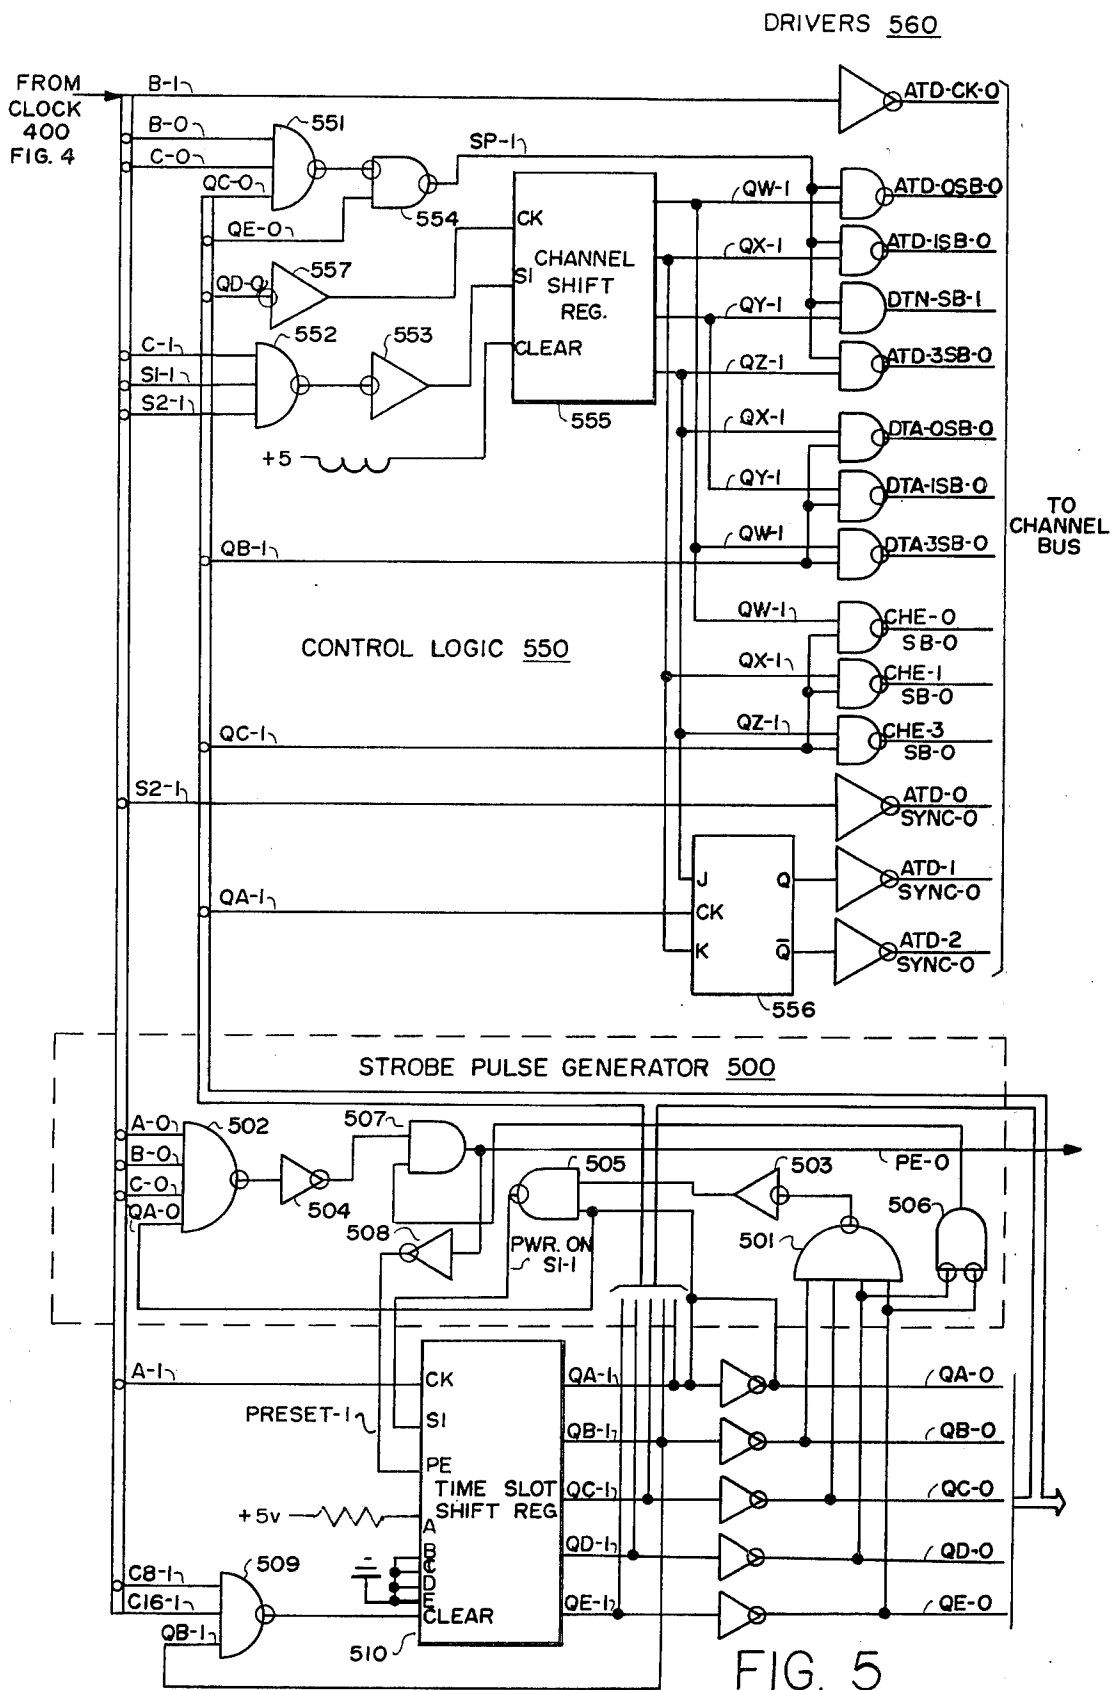 DRIVERS 560
FROM
CLOCK
400
FIG. 4
B-1
ATD-CK-0
B-0
551
C-0
SP-1
QC-0
554
QW-1
ATD-0SB-0
QE-0
CK
QX-1
ATD-1SB-0
557
CHANNEL
SHIFT
REG.
QD-0
SI
QY-1
DTN-SB-1
552
553
C-1
CLEAR
QZ-1
ATD-3SB-0
S1-1
S2-1
555
QX-1
DTA-0SB-0
+5
QY-1
DTA-1SB-0
TO
CHANNEL
BUS
QB-1
QW-1
DTA-3SB-0
QW-1
CHE-0
SB-0
CONTROL LOGIC 550
QX-1
CHE-1
SB-0
QC-1
QZ-1
CHE-3
SB-0
S2-1
ATD-0
SYNC-0
J
Q
ATD-1
SYNC-0
QA-1
CK
K
Q̅
ATD-2
SYNC-0
556
STROBE PULSE GENERATOR 500
A-0
502
507
B-0
505
503
PE-0
C-0
QA-0
504
508
506
PWR. ON
S1-1
501
A-1
CK
QA-1
QA-0
PRESET-1
SI
QB-1
QB-0
PE
TIME SLOT
SHIFT REG
QC-1
QC-0
+5v
A
B
C
D
E
QD-1
QD-0
C8-1
509
C16-1
CLEAR
QE-1
QE-0
QB-1
510
FIG. 5